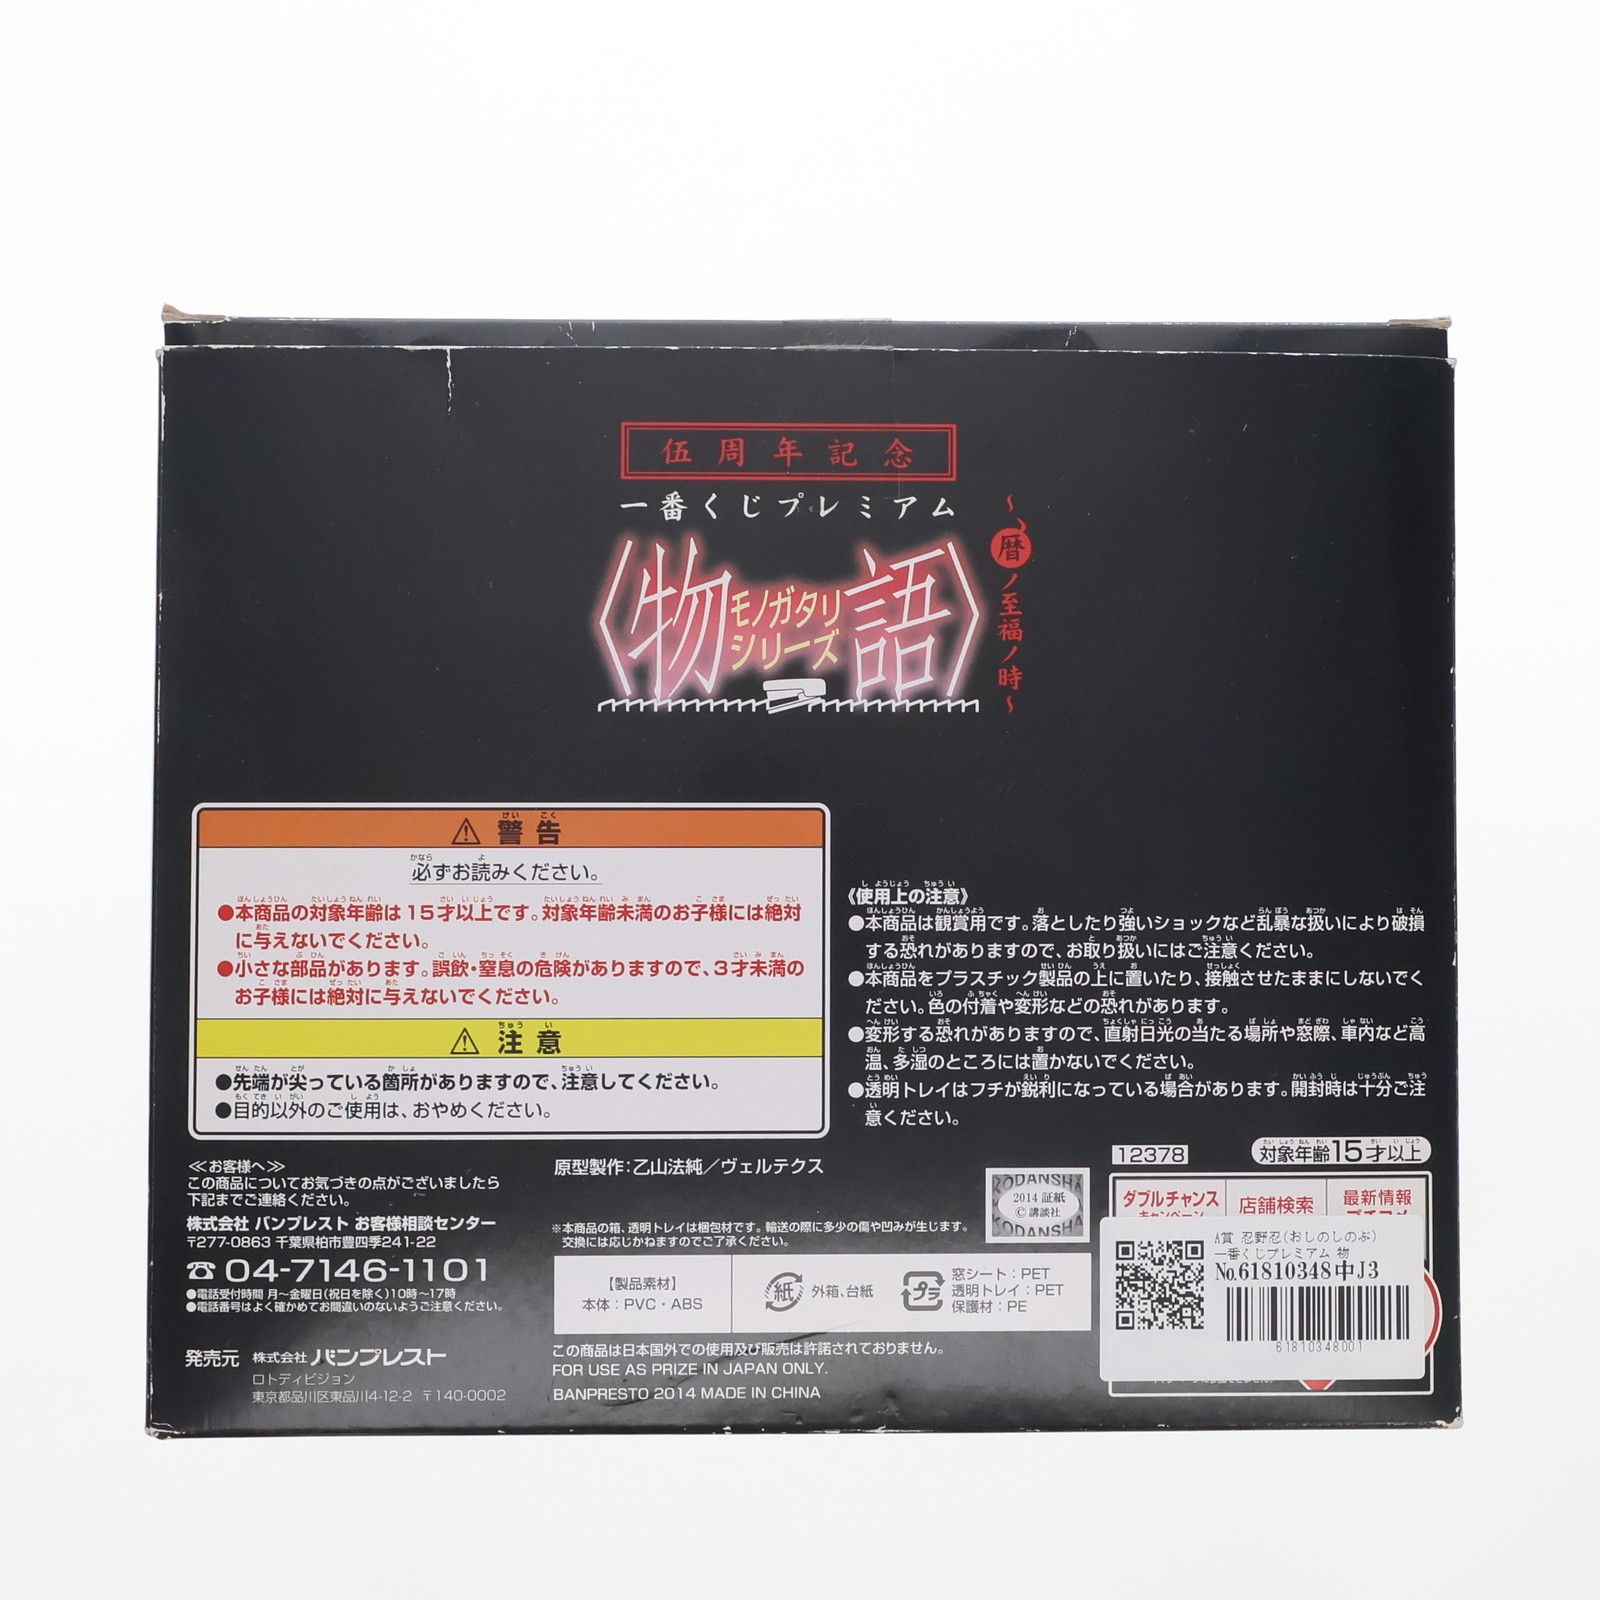 伍周年記念
一番くじプレミアム
〈物語〉
モノガタリ
シリーズ
～暦ノ至福ノ時～
警告
必ずお読みください。
●本商品の対象年齢は15才以上です。対象年齢未満のお子様には絶対
に与えないでください。
●小さな部品があります。誤飲・窒息の危険がありますので、3才未満の
お子様には絶対に与えないでください。
注意
●先端が尖っている箇所がありますので、注意してください。
●目的以外のご使用は、おやめください。
《使用上の注意》
●本商品は観賞用です。落としたり強いショックなど乱暴な扱いにより破損
する恐れがありますので、お取り扱いにはご注意ください。
●本商品をプラスチック製品の上に置いたり、接触させたままにしないでく
ださい。色の付着や変形などの恐れがあります。
●変形する恐れがありますので、直射日光の当たる場所や窓際、車内など高
温、多湿のところには置かないでください。
●透明トレイはフチが鋭利になっている場合があります。開封時は十分ご注
意ください。
≪お客様へ≫
この商品についてお気づきの点がございましたら
下記までご連絡ください。
株式会社 バンプレスト お客様相談センター
〒277-0863 千葉県柏市豊四季241-22
☎04-7146-1101
●電話受付時間 月～金曜日(祝日を除く)10時～17時
●電話番号はよく確かめてお間違いのないようご注意ください。
発売元 株式会社 バンプレスト
ロトディビジョン
東京都品川区東品川4-12-2 〒140-0002
原型製作：乙山法純／ヴェルテクス
※本商品の箱、透明トレイは梱包材です。輸送の際に多少の傷や凹みが生じます。
交換には応じかねますのでご了承ください。
KODANSHA
2014 証紙
©講談社
KODANSHA
【製品素材】
本体：PVC・ABS
紙 外箱、台紙
プラ
窓シート：PET
透明トレイ：PET
保護材：PE
この商品は日本国外での使用及び販売は許諾されておりません。
FOR USE AS PRIZE IN JAPAN ONLY.
BANPRESTO 2014 MADE IN CHINA
12378
対象年齢15才以上
ダブルチャンス
キャンペーン
店舗検索
最新情報
A賞 忍野忍(おしのしのぶ)
一番くじプレミアム 物
No.61810348中J3
61810348001